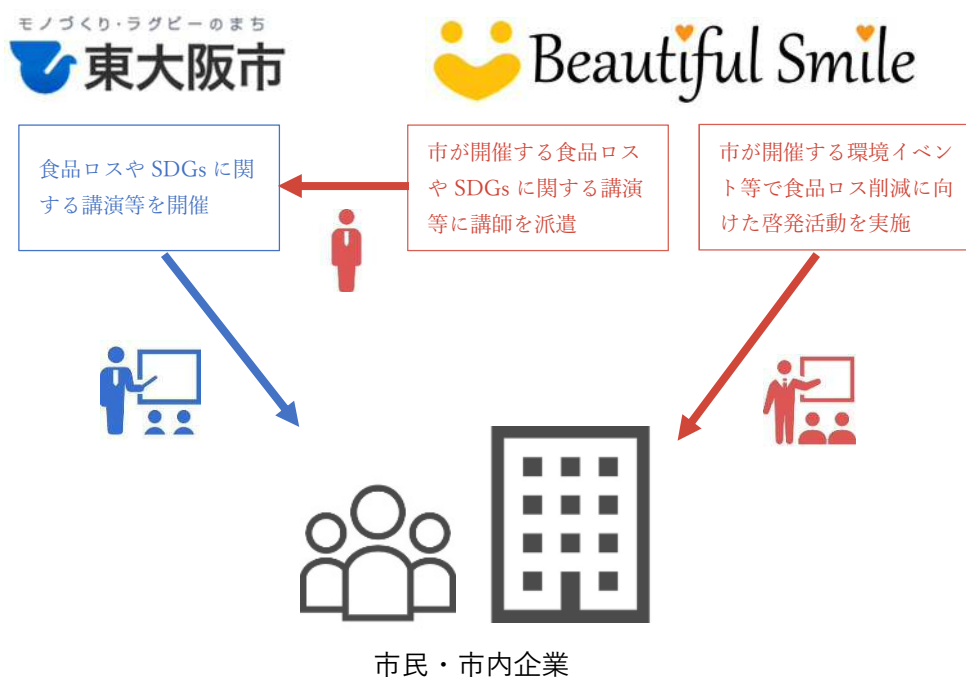 モノづくり・ラグビーのまち
東大阪市
Beautiful Smile
食品ロスや SDGs に関
する講演等を開催
市が開催する食品ロス
や SDGs に関する講演
等に講師を派遣
市が開催する環境イベン
ト等で食品ロス削減に向
けた啓発活動を実施
市民・市内企業